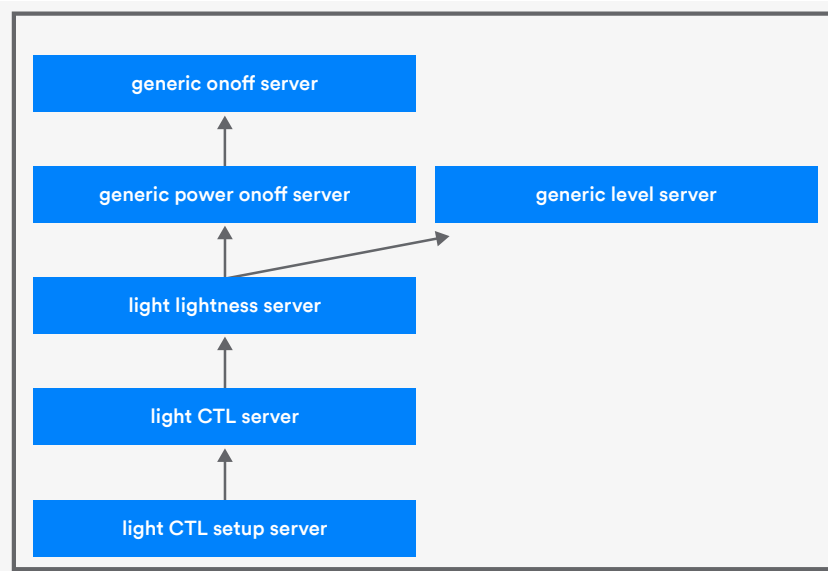 generic onoff server
generic power onoff server
generic level server
light lightness server
light CTL server
light CTL setup server